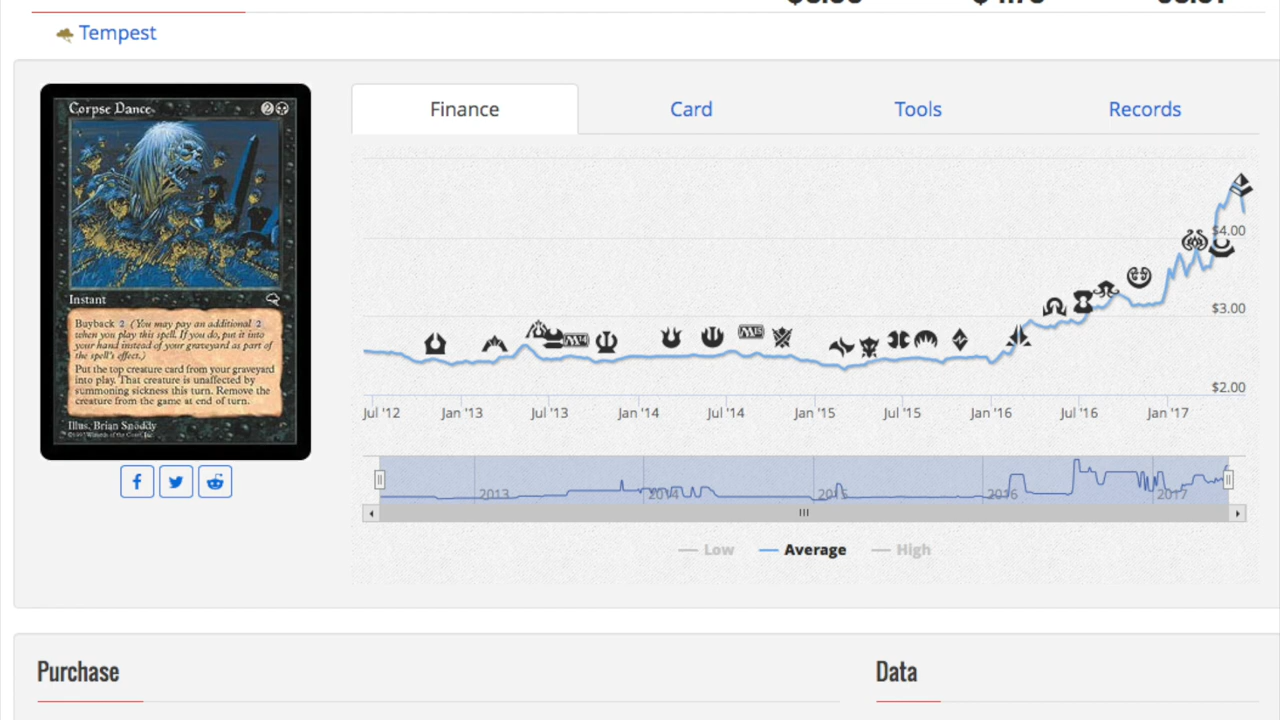 Tempest
Corpse Dance
2
Instant
Buyback 2 (You may pay an additional 2
when you play this spell. If you do, put it into
your hand instead of your graveyard as part of
the spell's effect.)
Put the top creature card from your graveyard
into play. That creature is unaffected by
summoning sickness this turn. Remove the
creature from the game at end of turn.
Illus. Brian Snoddy
Finance
Card
Tools
Records
$4.00
$3.00
$2.00
M14
M15
Jul '12
Jan '13
Jul '13
Jan '14
Jul '14
Jan '15
Jul '15
Jan '16
Jul '16
Jan '17
2013
2014
2015
2016
2017
Low
Average
High
Purchase
Data